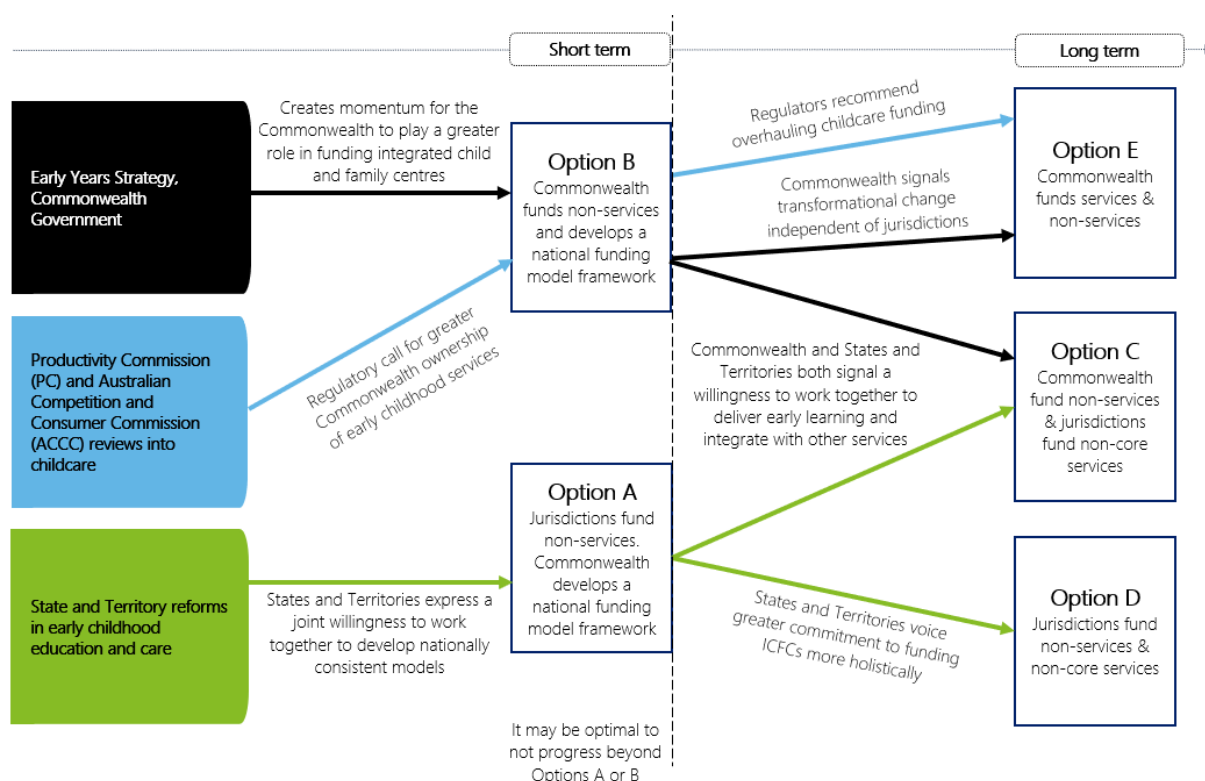 Short term
Long term
Early Years Strategy,
Commonwealth
Government
Creates momentum for the
Commonwealth to play a greater
role in funding integrated child
and family centres
Option B
Commonwealth
funds non-services
and develops a
national funding
model framework
Regulators recommend
overhauling childcare funding
Commonwealth signals
transformational change
independent of jurisdictions
Option E
Commonwealth
funds services &
non-services
Productivity Commission
(PC) and Australian
Competition and
Consumer Commission
(ACCC) reviews into
childcare
Regulatory call for greater
Commonwealth ownership
of early childhood services
Commonwealth and States and
Territories both signal a
willingness to work together to
deliver early learning and
integrate with other services
Option C
Commonwealth
fund non-services
& jurisdictions
fund non-core
services
State and Territory reforms
in early childhood
education and care
States and Territories express a
joint willingness to work
together to develop nationally
consistent models
Option A
Jurisdictions fund
non-services.
Commonwealth
develops a
national funding
model framework
States and Territories voice
greater commitment to funding
ICFCs more holistically
Option D
Jurisdictions fund
non-services &
non-core services
It may be optimal to
not progress beyond
Options A or B